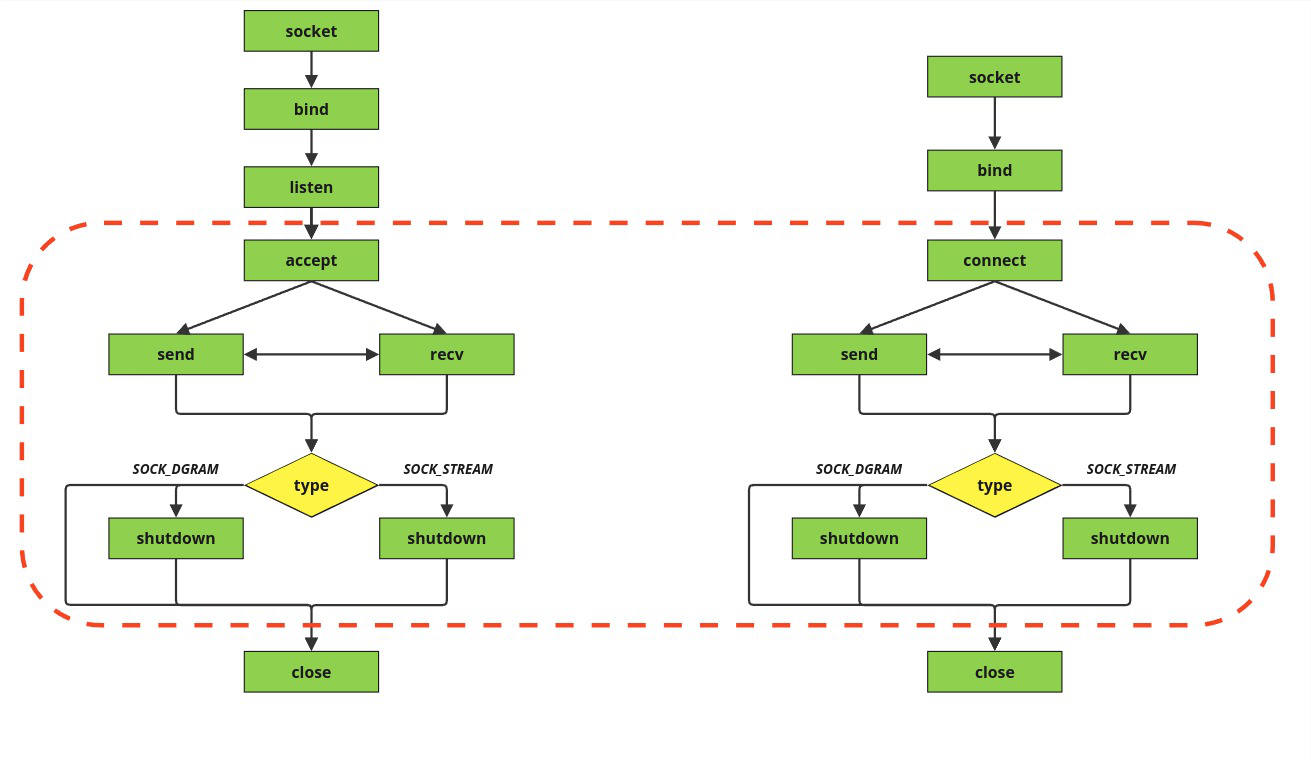 socket
bind
listen
accept
send
recv
SOCK_DGRAM
type
SOCK_STREAM
shutdown
shutdown
close
socket
bind
connect
send
recv
SOCK_DGRAM
type
SOCK_STREAM
shutdown
shutdown
close